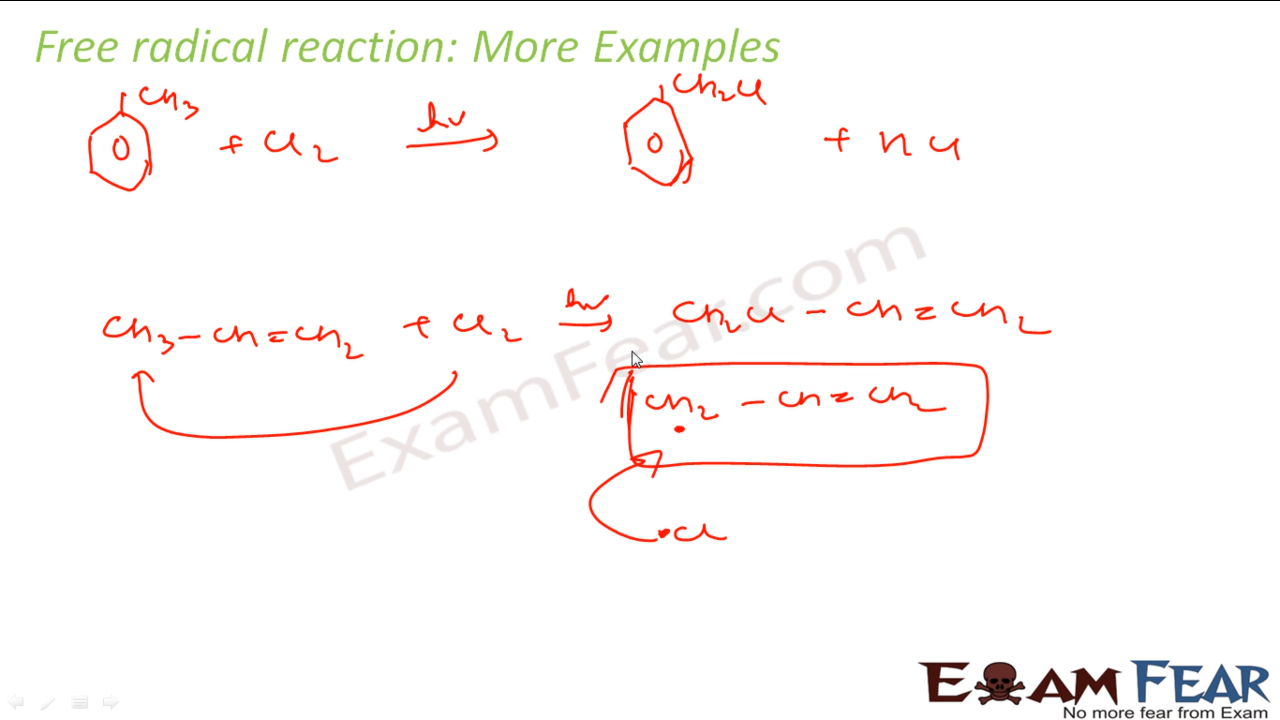 Free radical reaction: More Examples
CH3 + Cl2 hν → CH2Cl + HCl
CH3-CH=CH2 + Cl2 hν → CH2Cl-CH=CH2
CH2-CH=CH2
•Cl
ExamFear.com
EXAM FEAR
No more fear from Exam